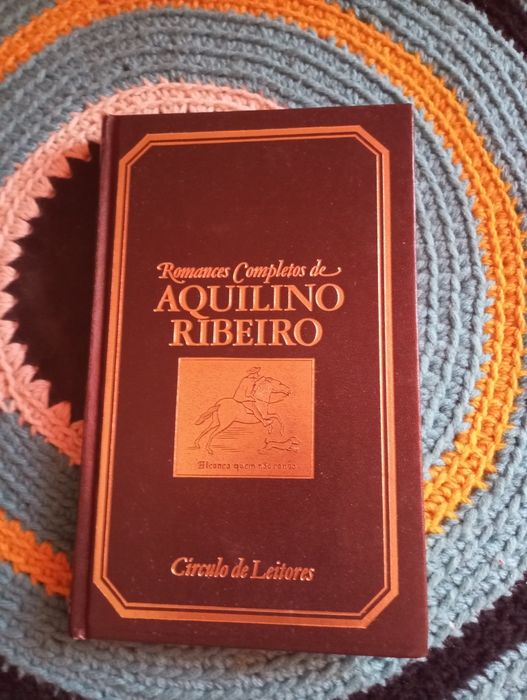 Romances Completos de
AQUILINO
RIBEIRO
Alcança quem não cansa
Círculo de Leitores